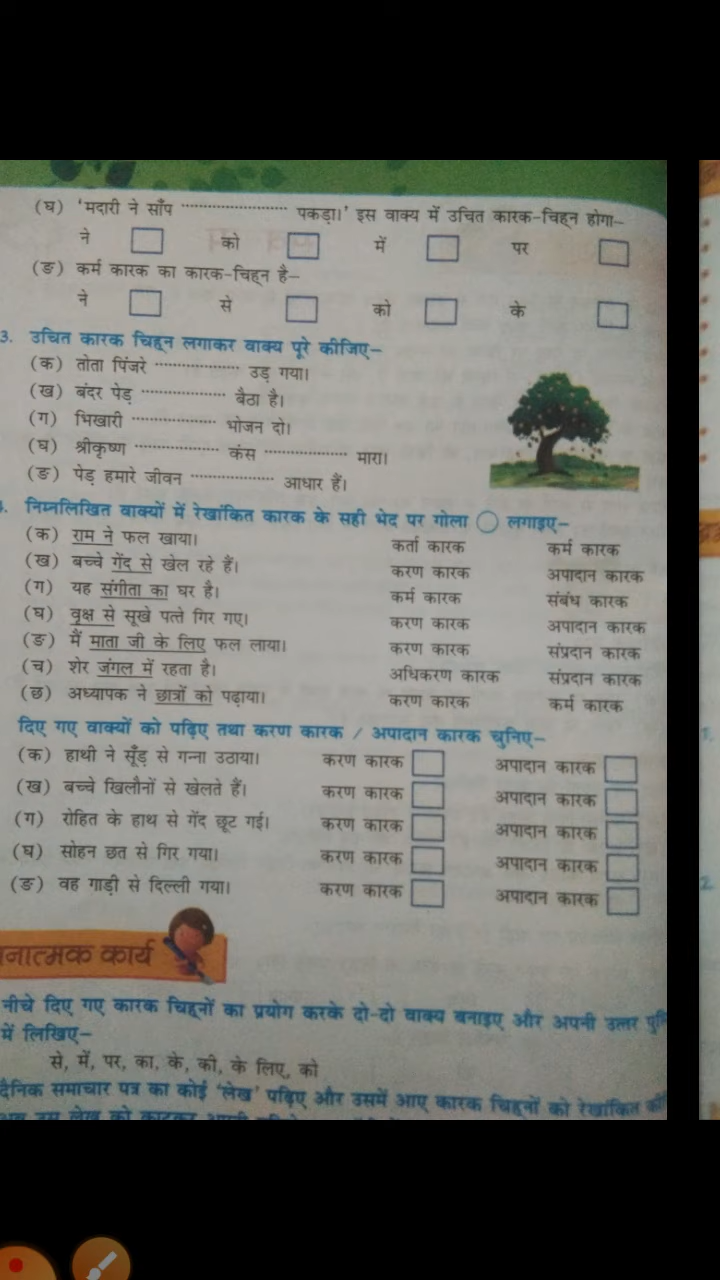 (घ) 'मदारी ने साँप ........................ पकड़ा।' इस वाक्य में उचित कारक-चिह्न होगा–
ने को में पर
(ङ) कर्म कारक का कारक-चिह्न है–
ने से को के
3. उचित कारक चिह्न लगाकर वाक्य पूरे कीजिए–
(क) तोता पिंजरे .................... उड़ गया।
(ख) बंदर पेड़ .................... बैठा है।
(ग) भिखारी .................... भोजन दो।
(घ) श्रीकृष्ण .................... कंस .................... मारा।
(ङ) पेड़ हमारे जीवन .................... आधार हैं।
निम्नलिखित वाक्यों में रेखांकित कारक के सही भेद पर गोला ◯ लगाइए–
(क) राम ने फल खाया। कर्ता कारक कर्म कारक
(ख) बच्चे गेंद से खेल रहे हैं। करण कारक अपादान कारक
(ग) यह संगीता का घर है। कर्म कारक संबंध कारक
(घ) वृक्ष से सूखे पत्ते गिर गए। करण कारक अपादान कारक
(ङ) मैं माता जी के लिए फल लाया। करण कारक संप्रदान कारक
(च) शेर जंगल में रहता है। अधिकरण कारक संप्रदान कारक
(छ) अध्यापक ने छात्रों को पढ़ाया। करण कारक कर्म कारक
दिए गए वाक्यों को पढ़िए तथा करण कारक / अपादान कारक चुनिए–
(क) हाथी ने सूँड़ से गन्ना उठाया। करण कारक अपादान कारक
(ख) बच्चे खिलौनों से खेलते हैं। करण कारक अपादान कारक
(ग) रोहित के हाथ से गेंद छूट गई। करण कारक अपादान कारक
(घ) सोहन छत से गिर गया। करण कारक अपादान कारक
(ङ) वह गाड़ी से दिल्ली गया। करण कारक अपादान कारक
नात्मक कार्य
नीचे दिए गए कारक चिह्नों का प्रयोग करके दो-दो वाक्य बनाइए और अपनी उत्तर
में लिखिए–
से, में, पर, का, के, की, के लिए, को
दैनिक समाचार पत्र का कोई 'लेख' पढ़िए और उसमें आए कारक चिह्नों को रेखांकित